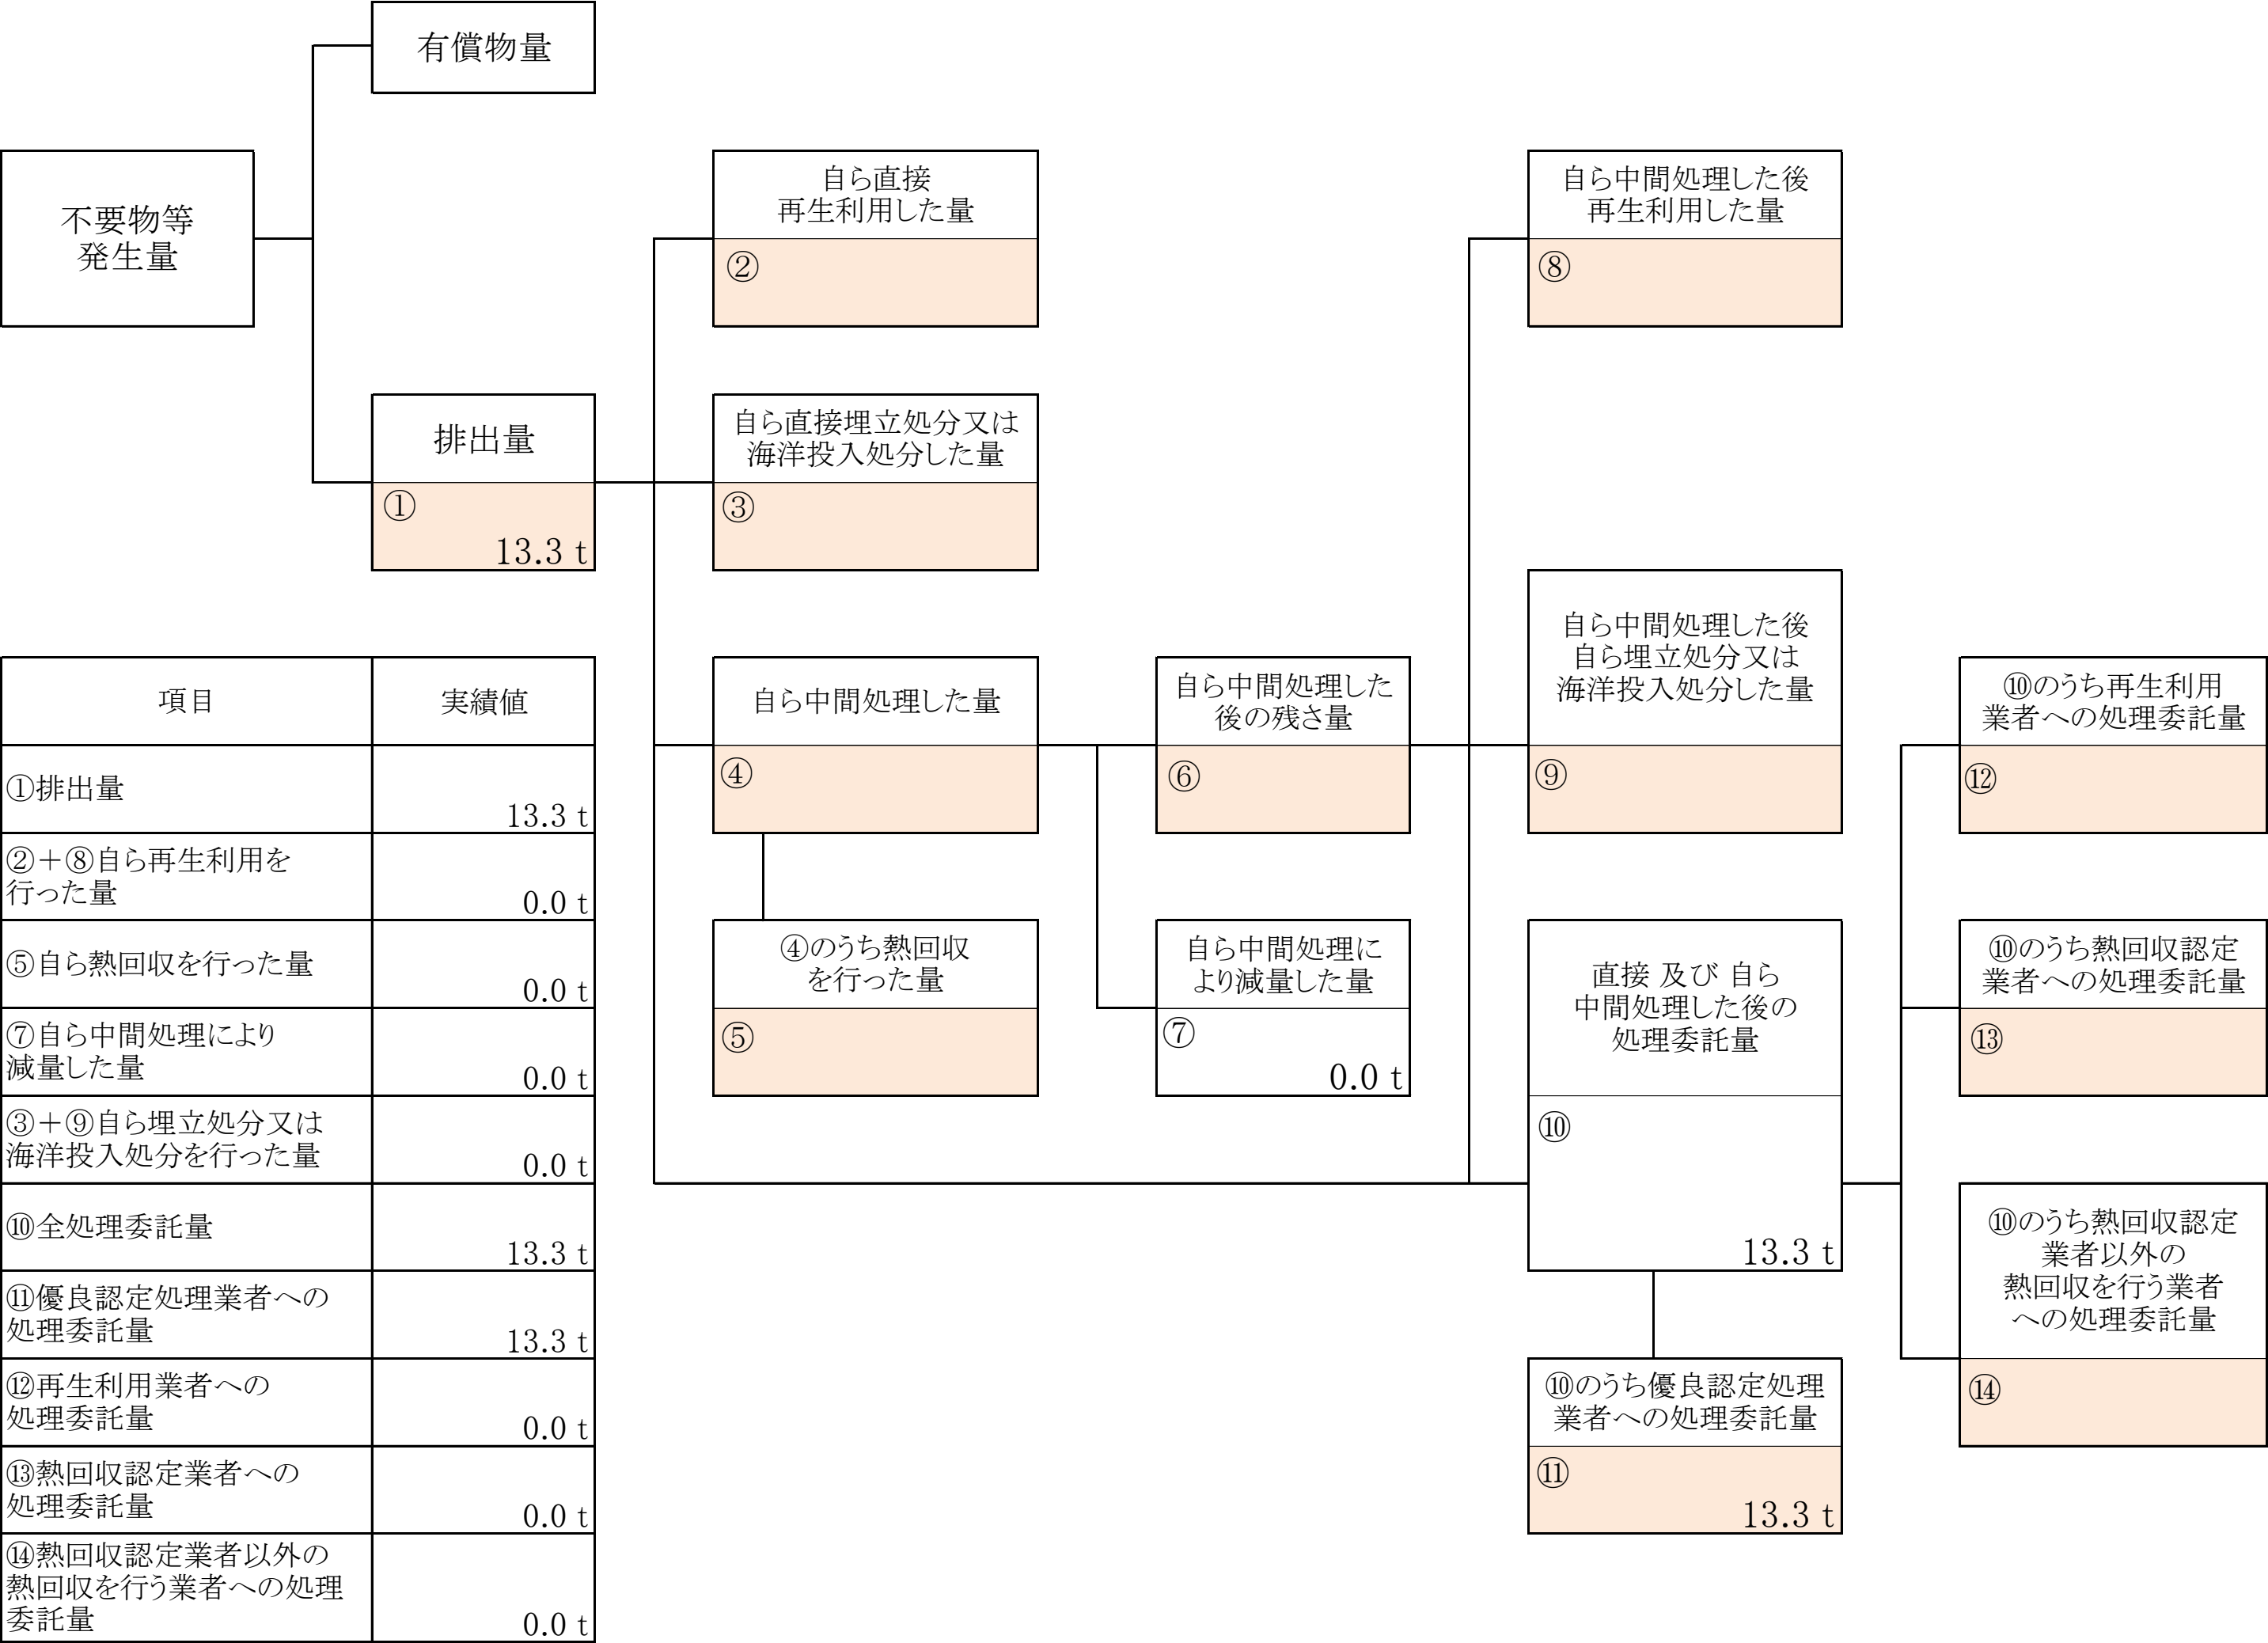 有償物量
不要物等
発生量
自ら直接
再生利用した量
②
自ら中間処理した後
再生利用した量
⑧
排出量
①
13.3 t
自ら直接埋立処分又は
海洋投入処分した量
③
自ら中間処理した量
④
自ら中間処理した
後の残さ量
⑥
自ら中間処理した後
自ら埋立処分又は
海洋投入処分した量
⑨
⑩のうち再生利用
業者への処理委託量
⑫
④のうち熱回収
を行った量
⑤
自ら中間処理に
より減量した量
⑦
0.0 t
直接 及び 自ら
中間処理した後の
処理委託量
⑩
13.3 t
⑩のうち熱回収認定
業者への処理委託量
⑬
⑩のうち熱回収認定
業者以外の
熱回収を行う業者
への処理委託量
⑭
⑩のうち優良認定処理
業者への処理委託量
⑪
13.3 t
項目
実績値
①排出量
13.3 t
②＋⑧自ら再生利用を
行った量
0.0 t
⑤自ら熱回収を行った量
0.0 t
⑦自ら中間処理により
減量した量
0.0 t
③＋⑨自ら埋立処分又は
海洋投入処分を行った量
0.0 t
⑩全処理委託量
13.3 t
⑪優良認定処理業者への
処理委託量
13.3 t
⑫再生利用業者への
処理委託量
0.0 t
⑬熱回収認定業者への
処理委託量
0.0 t
⑭熱回収認定業者以外の
熱回収を行う業者への処理
委託量
0.0 t